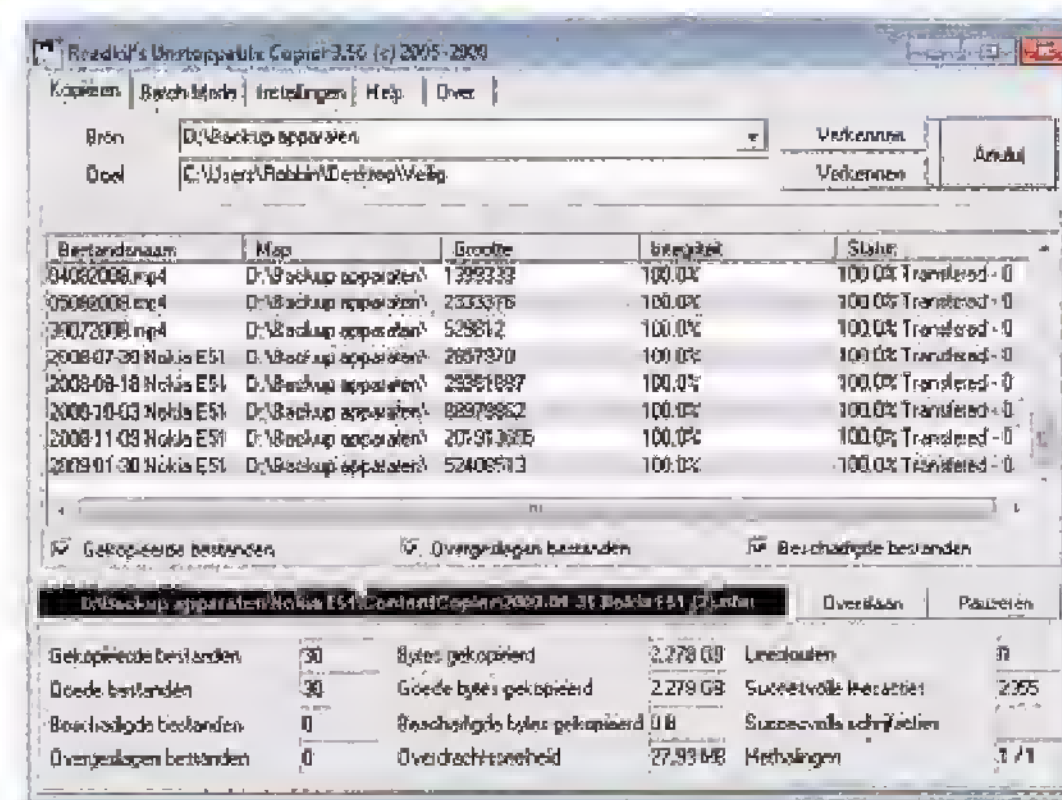 Unstoppable Copier 3.56 (c) 2005-2009
Kopiëren Batch Mode Instellingen Help Over
Bron D:\Backup apparaten Verkennen
Doel C:\Users\Robbin\Desktop\Veilig Verkennen
Bestandsnaam Map Grootte Integriteit Status
04082008.mp4 D:\Backup apparaten\ 100.0% 100.0% Transfered - 0
05092008.mp4 D:\Backup apparaten\ 2333376 100.0% 100.0% Transfered - 0
30072008.mp4 D:\Backup apparaten\ 100.0% 100.0% Transfered - 0
2008-07-30 Nokia E51 D:\Backup apparaten\ 100.0% 100.0% Transfered - 0
2008-08-18 Nokia E51 D:\Backup apparaten\ 100.0% 100.0% Transfered - 0
2008-10-03 Nokia E51 D:\Backup apparaten\ 100.0% 100.0% Transfered - 0
2008-11-03 Nokia E51 D:\Backup apparaten\ 100.0% 100.0% Transfered - 0
2009-01-30 Nokia E51 D:\Backup apparaten\ 52408513 100.0% 100.0% Transfered - 0
Gekopieerde bestanden Overgeslagen bestanden Beschadigde bestanden
Overslaan Pauzeren
Gekopieerde bestanden 30 Bytes gekopieerd 2,279 GB Leesfouten 0
Goede bestanden 30 Goede bytes gekopieerd 2,279 GB Succesvolle leesacties
Beschadigde bestanden 0 Beschadigde bytes gekopieerd 0 B Succesvolle schrijfacties
Overgeslagen bestanden 0 Overdrachtssnelheid 27,93 MB Herhalingen 1 / 1